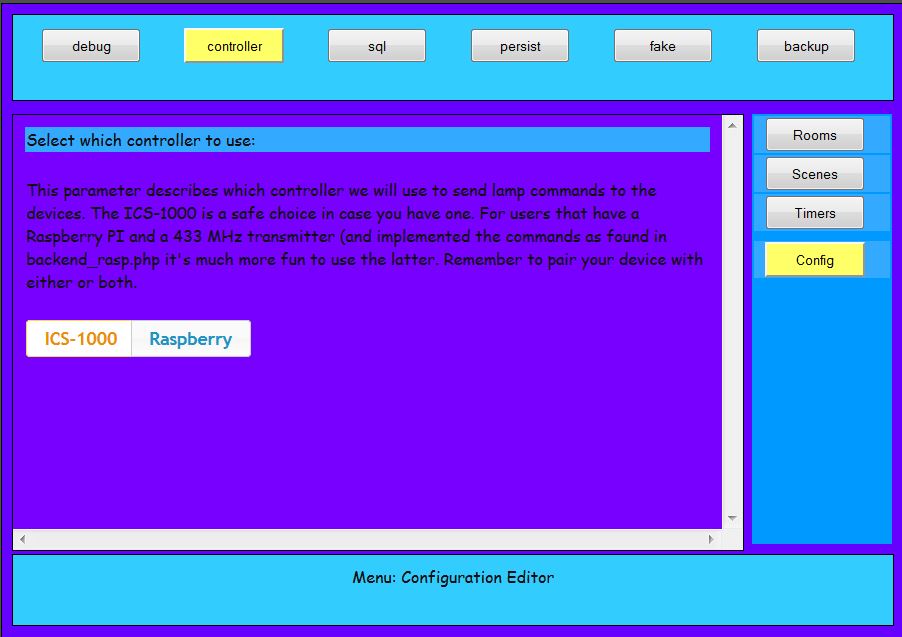 debug controller sql persist fake backup
Select which controller to use:
This parameter describes which controller we will use to send lamp commands to the
devices. The ICS-1000 is a safe choice in case you have one. For users that have a
Raspberry PI and a 433 MHz transmitter (and implemented the commands as found in
backend_rasp.php it's much more fun to use the latter. Remember to pair your device with
either or both.
ICS-1000 Raspberry
Rooms
Scenes
Timers
Config
Menu: Configuration Editor